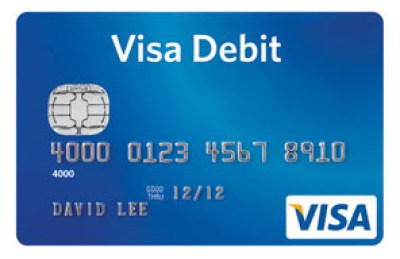 Visa Debit
4000 0123 4567 8910
4000
GOOD THRU 12/12
DAVID LEE
VISA